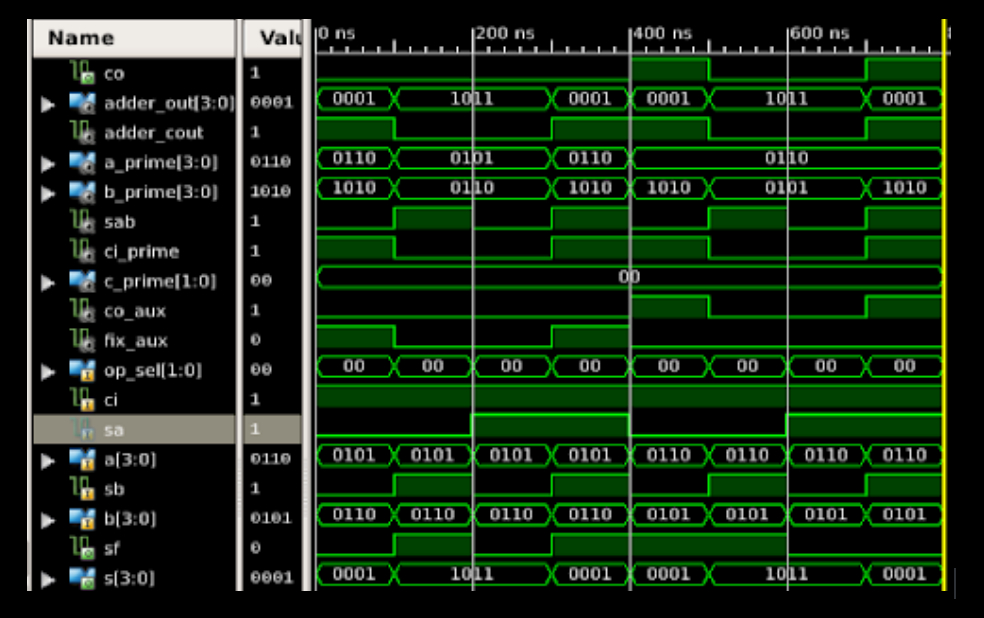 Name Valu 0 ns 200 ns 400 ns 600 ns
co 1
adder_out[3:0] 0001 0001 1011 0001 0001 1011 0001
adder_cout 1
a_prime[3:0] 0110 0110 0101 0110 0110
b_prime[3:0] 1010 1010 0110 1010 1010 0101 1010
sab 1
ci_prime 1
c_prime[1:0] 00 00
co_aux 1
fix_aux 0
op_sel[1:0] 00 00 00 00 00 00 00 00 00
ci 1
sa 1
a[3:0] 0110 0101 0101 0101 0101 0110 0110 0110 0110
sb 1
b[3:0] 0101 0110 0110 0110 0110 0101 0101 0101 0101
sf 0
s[3:0] 0001 0001 1011 0001 0001 1011 0001